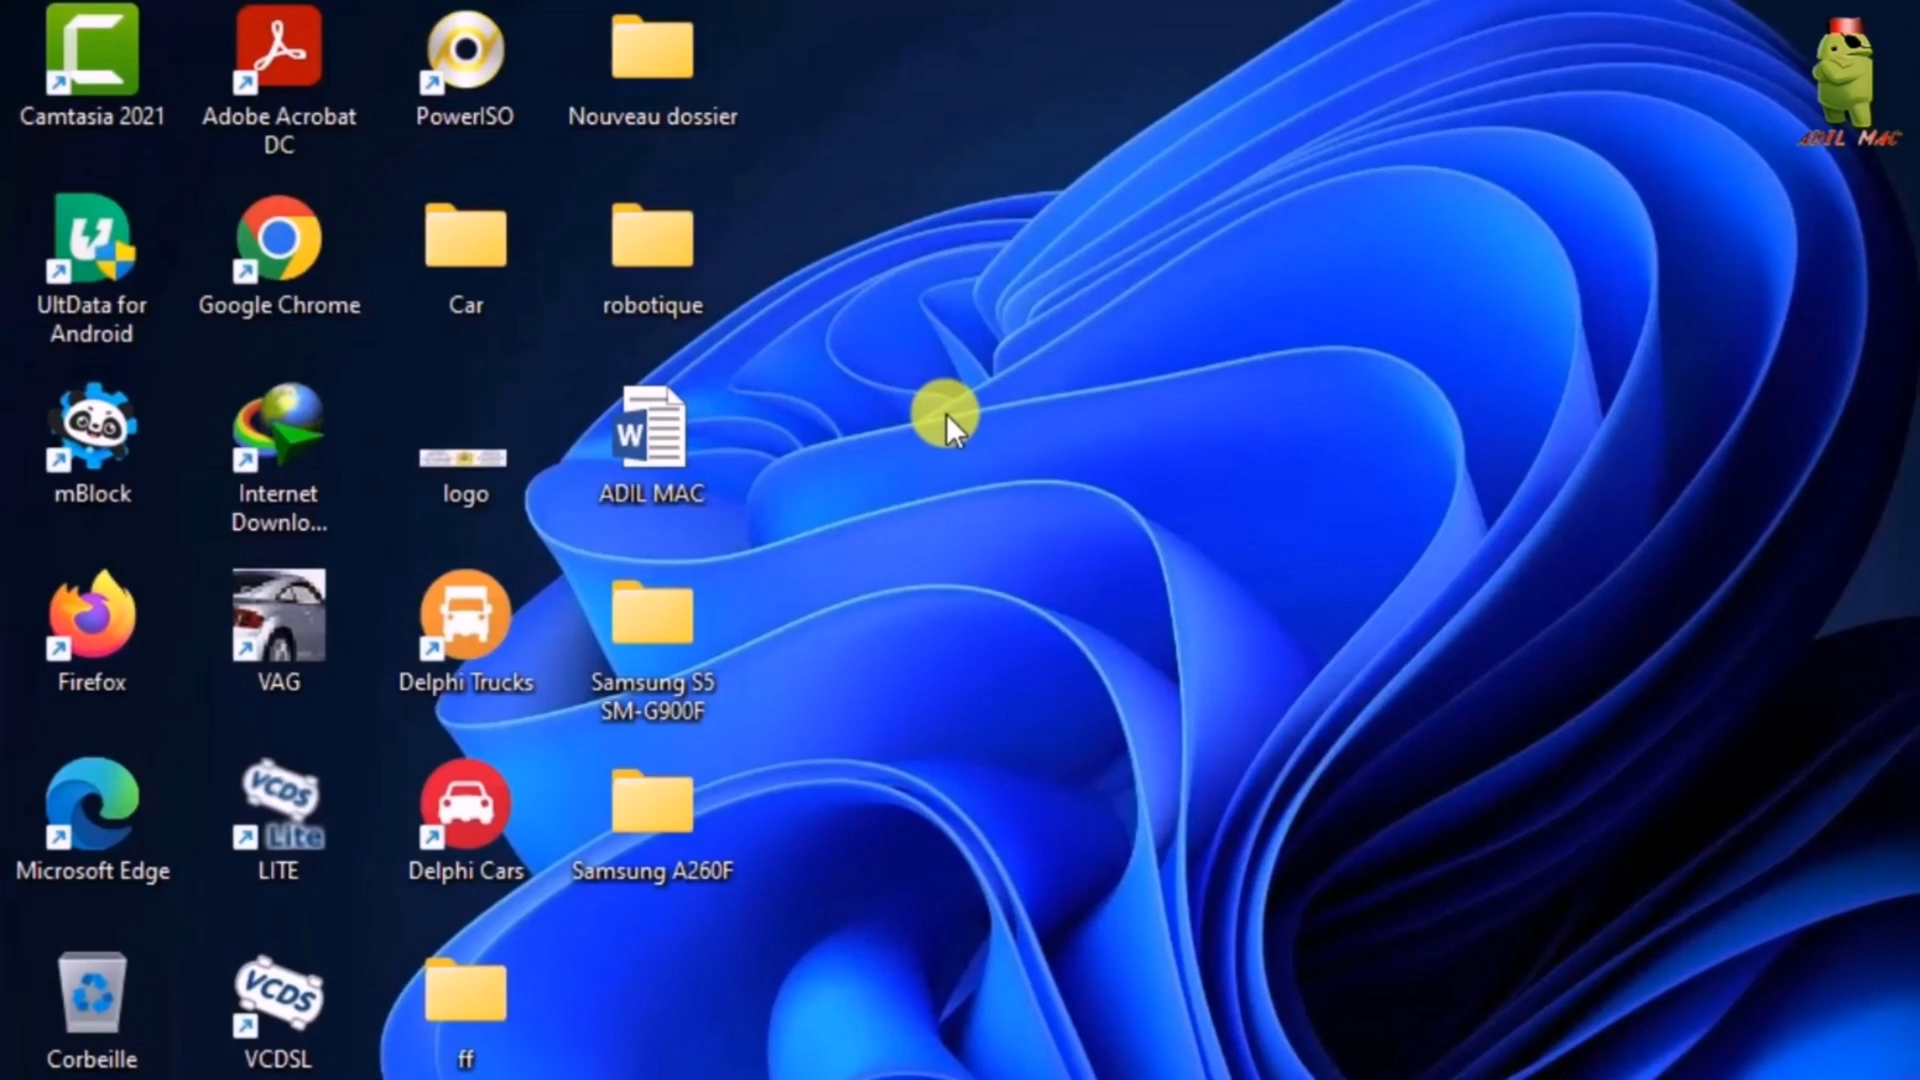 Camtasia 2021
Adobe Acrobat
DC
PowerISO
Nouveau dossier
ADIL MAC
UltData for
Android
Google Chrome
Car
robotique
mBlock
Internet
Downlo...
logo
W
ADIL MAC
Firefox
VAG
Delphi Trucks
Samsung S5
SM-G900F
Microsoft Edge
VCDS
Lite
LITE
Delphi Cars
Samsung A260F
Corbeille
VCDS
VCDSL
ff